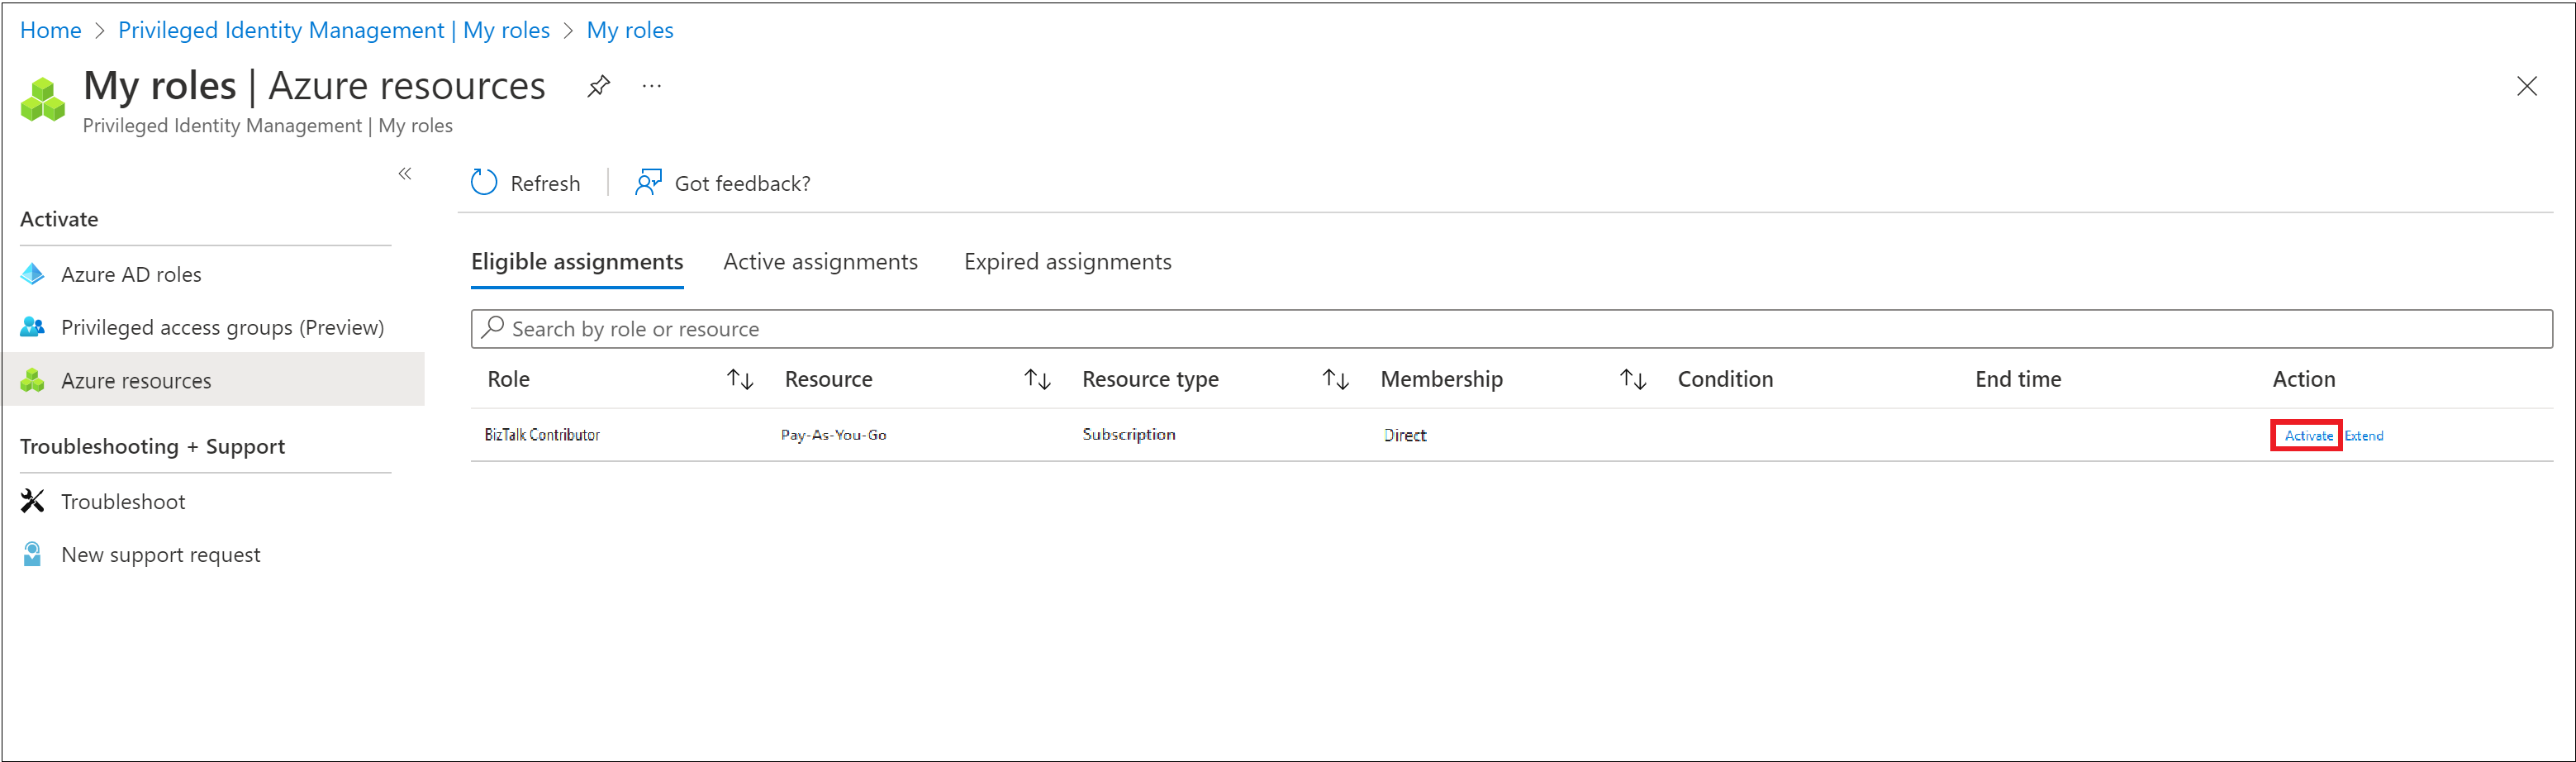 Home > Privileged Identity Management | My roles > My roles
My roles | Azure resources
Privileged Identity Management | My roles
Activate
Azure AD roles
Privileged access groups (Preview)
Azure resources
Troubleshooting + Support
Troubleshoot
New support request
Refresh
Got feedback?
Eligible assignments Active assignments Expired assignments
Search by role or resource
Role Resource Resource type Membership Condition End time Action
BizTalk Contributor Pay-As-You-Go Subscription Direct Activate Extend